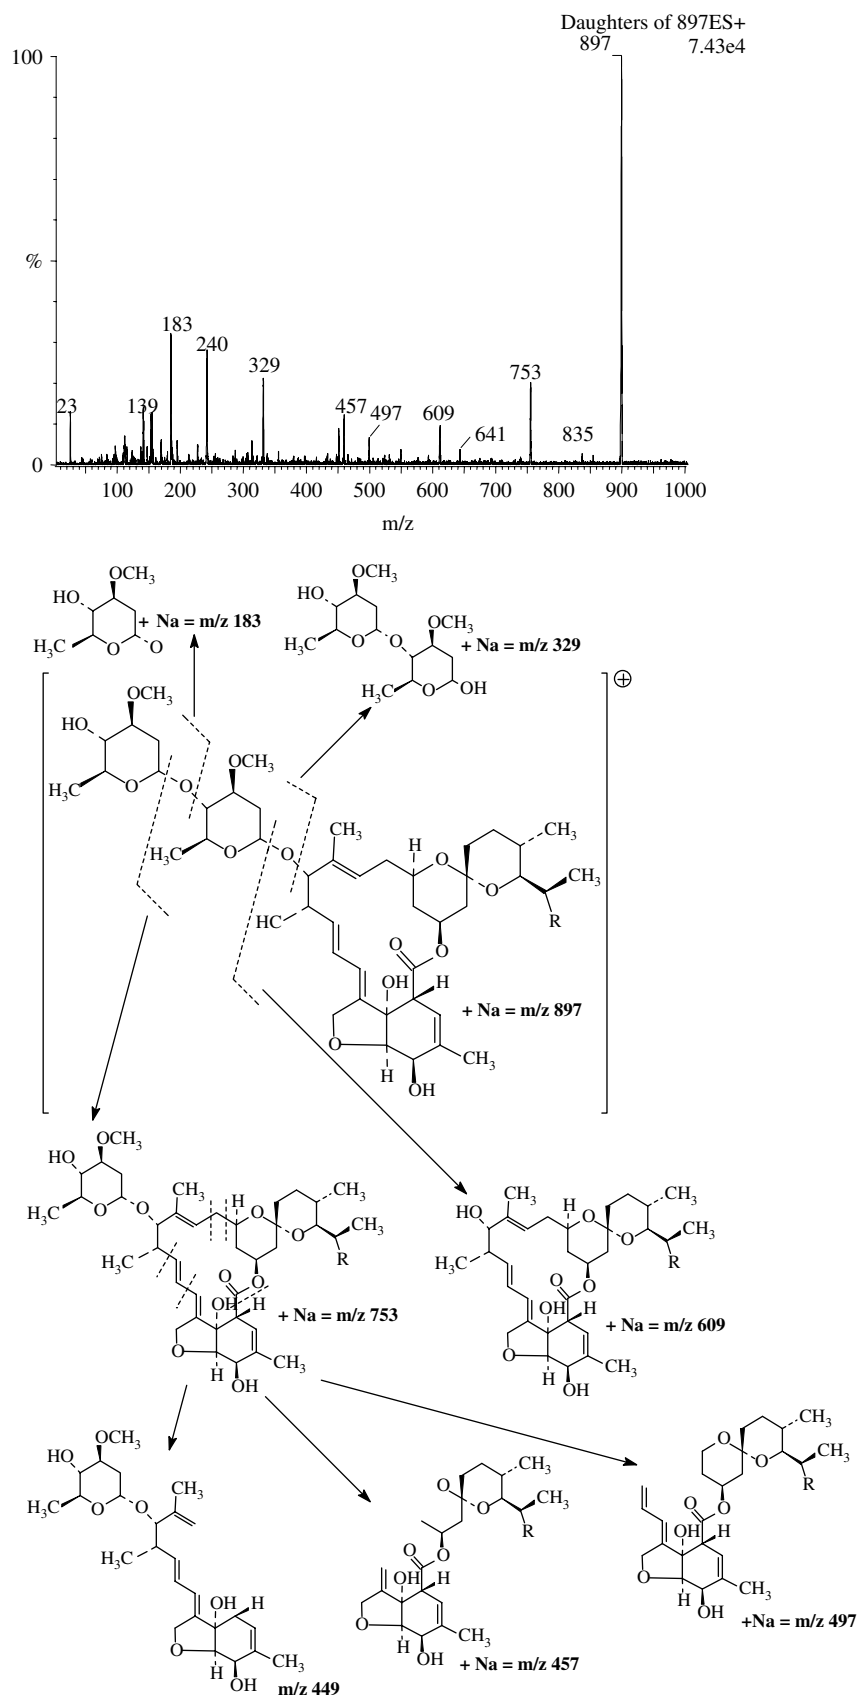 Daughters of 897ES+
897 7.43e4
100
%
0
183
240
329
753
23
139
457
497
609
641
835
100 200 300 400 500 600 700 800 900 1000
m/z
OCH3
HO
+ Na = m/z 183
H3C O O
OCH3
HO
OCH3
H3C O O
+ Na = m/z 329
H3C O OH
⊕
OCH3
HO
OCH3
H3C O O
H3C O O
CH3
H
O
CH3
O
CH3
R
HC
O
O
OH H
+ Na = m/z 897
O
CH3
H
OH
OCH3
HO
H3C O O
CH3
H
O
CH3
O
CH3
R
H3C
O
O
OH H
+ Na = m/z 753
O
CH3
H
OH
HO
CH3
H
O
CH3
O
CH3
R
H3C
O
O
OH H
+ Na = m/z 609
O
CH3
H
OH
OCH3
HO
H3C O O
CH3
H3C
OH H
O
CH3
H
OH
m/z 449
CH3
O
O
CH3
R
O
O
OH H
O
CH3
H
OH
+ Na = m/z 457
CH3
O
O
CH3
R
O
O
OH H
O
CH3
H
OH
+Na = m/z 497